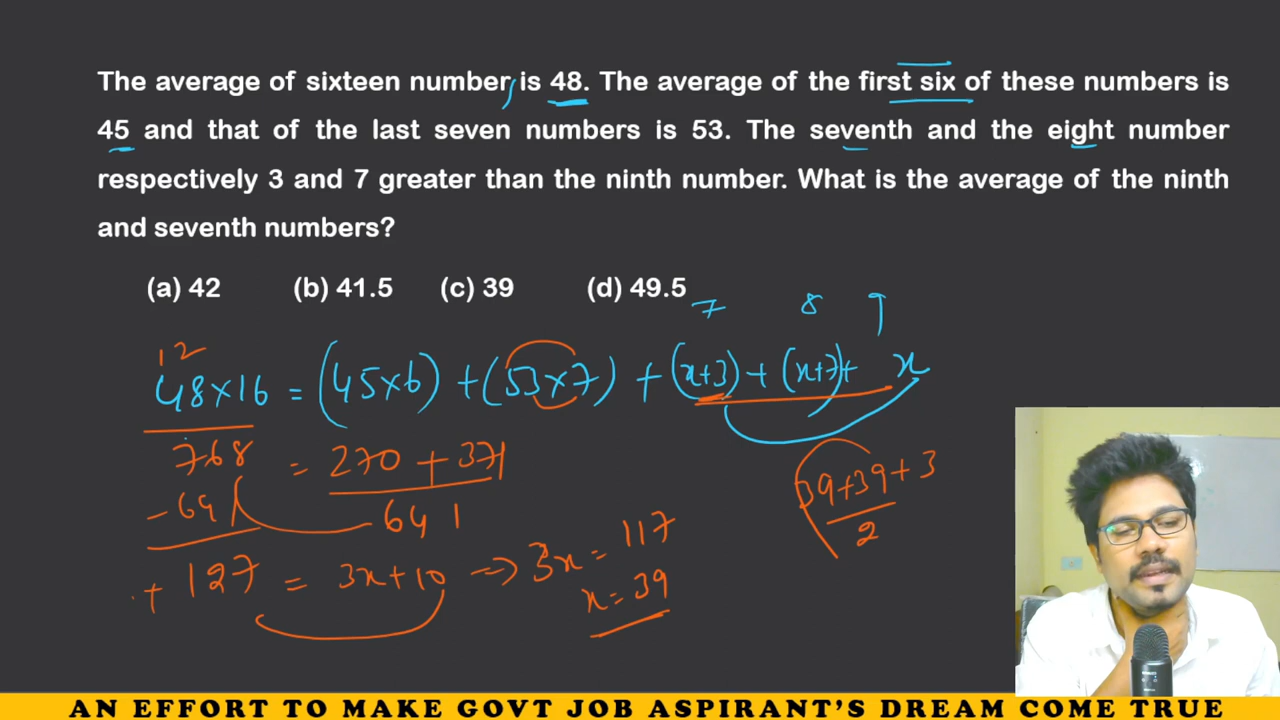 The average of sixteen number is 48. The average of the first six of these numbers is
45 and that of the last seven numbers is 53. The seventh and the eight number
respectively 3 and 7 greater than the ninth number. What is the average of the ninth
and seventh numbers?
(a) 42 (b) 41.5 (c) 39 (d) 49.5
7 8 9
12
48×16 = (45×6) + (53×7) + (x+3) + (x+7) + x
768 = 270 + 371
39+39+3
2
-641 641
+ 127 = 3x+10 => 3x = 117
x = 39
AN EFFORT TO MAKE GOVT JOB ASPIRANT'S DREAM COME TRUE